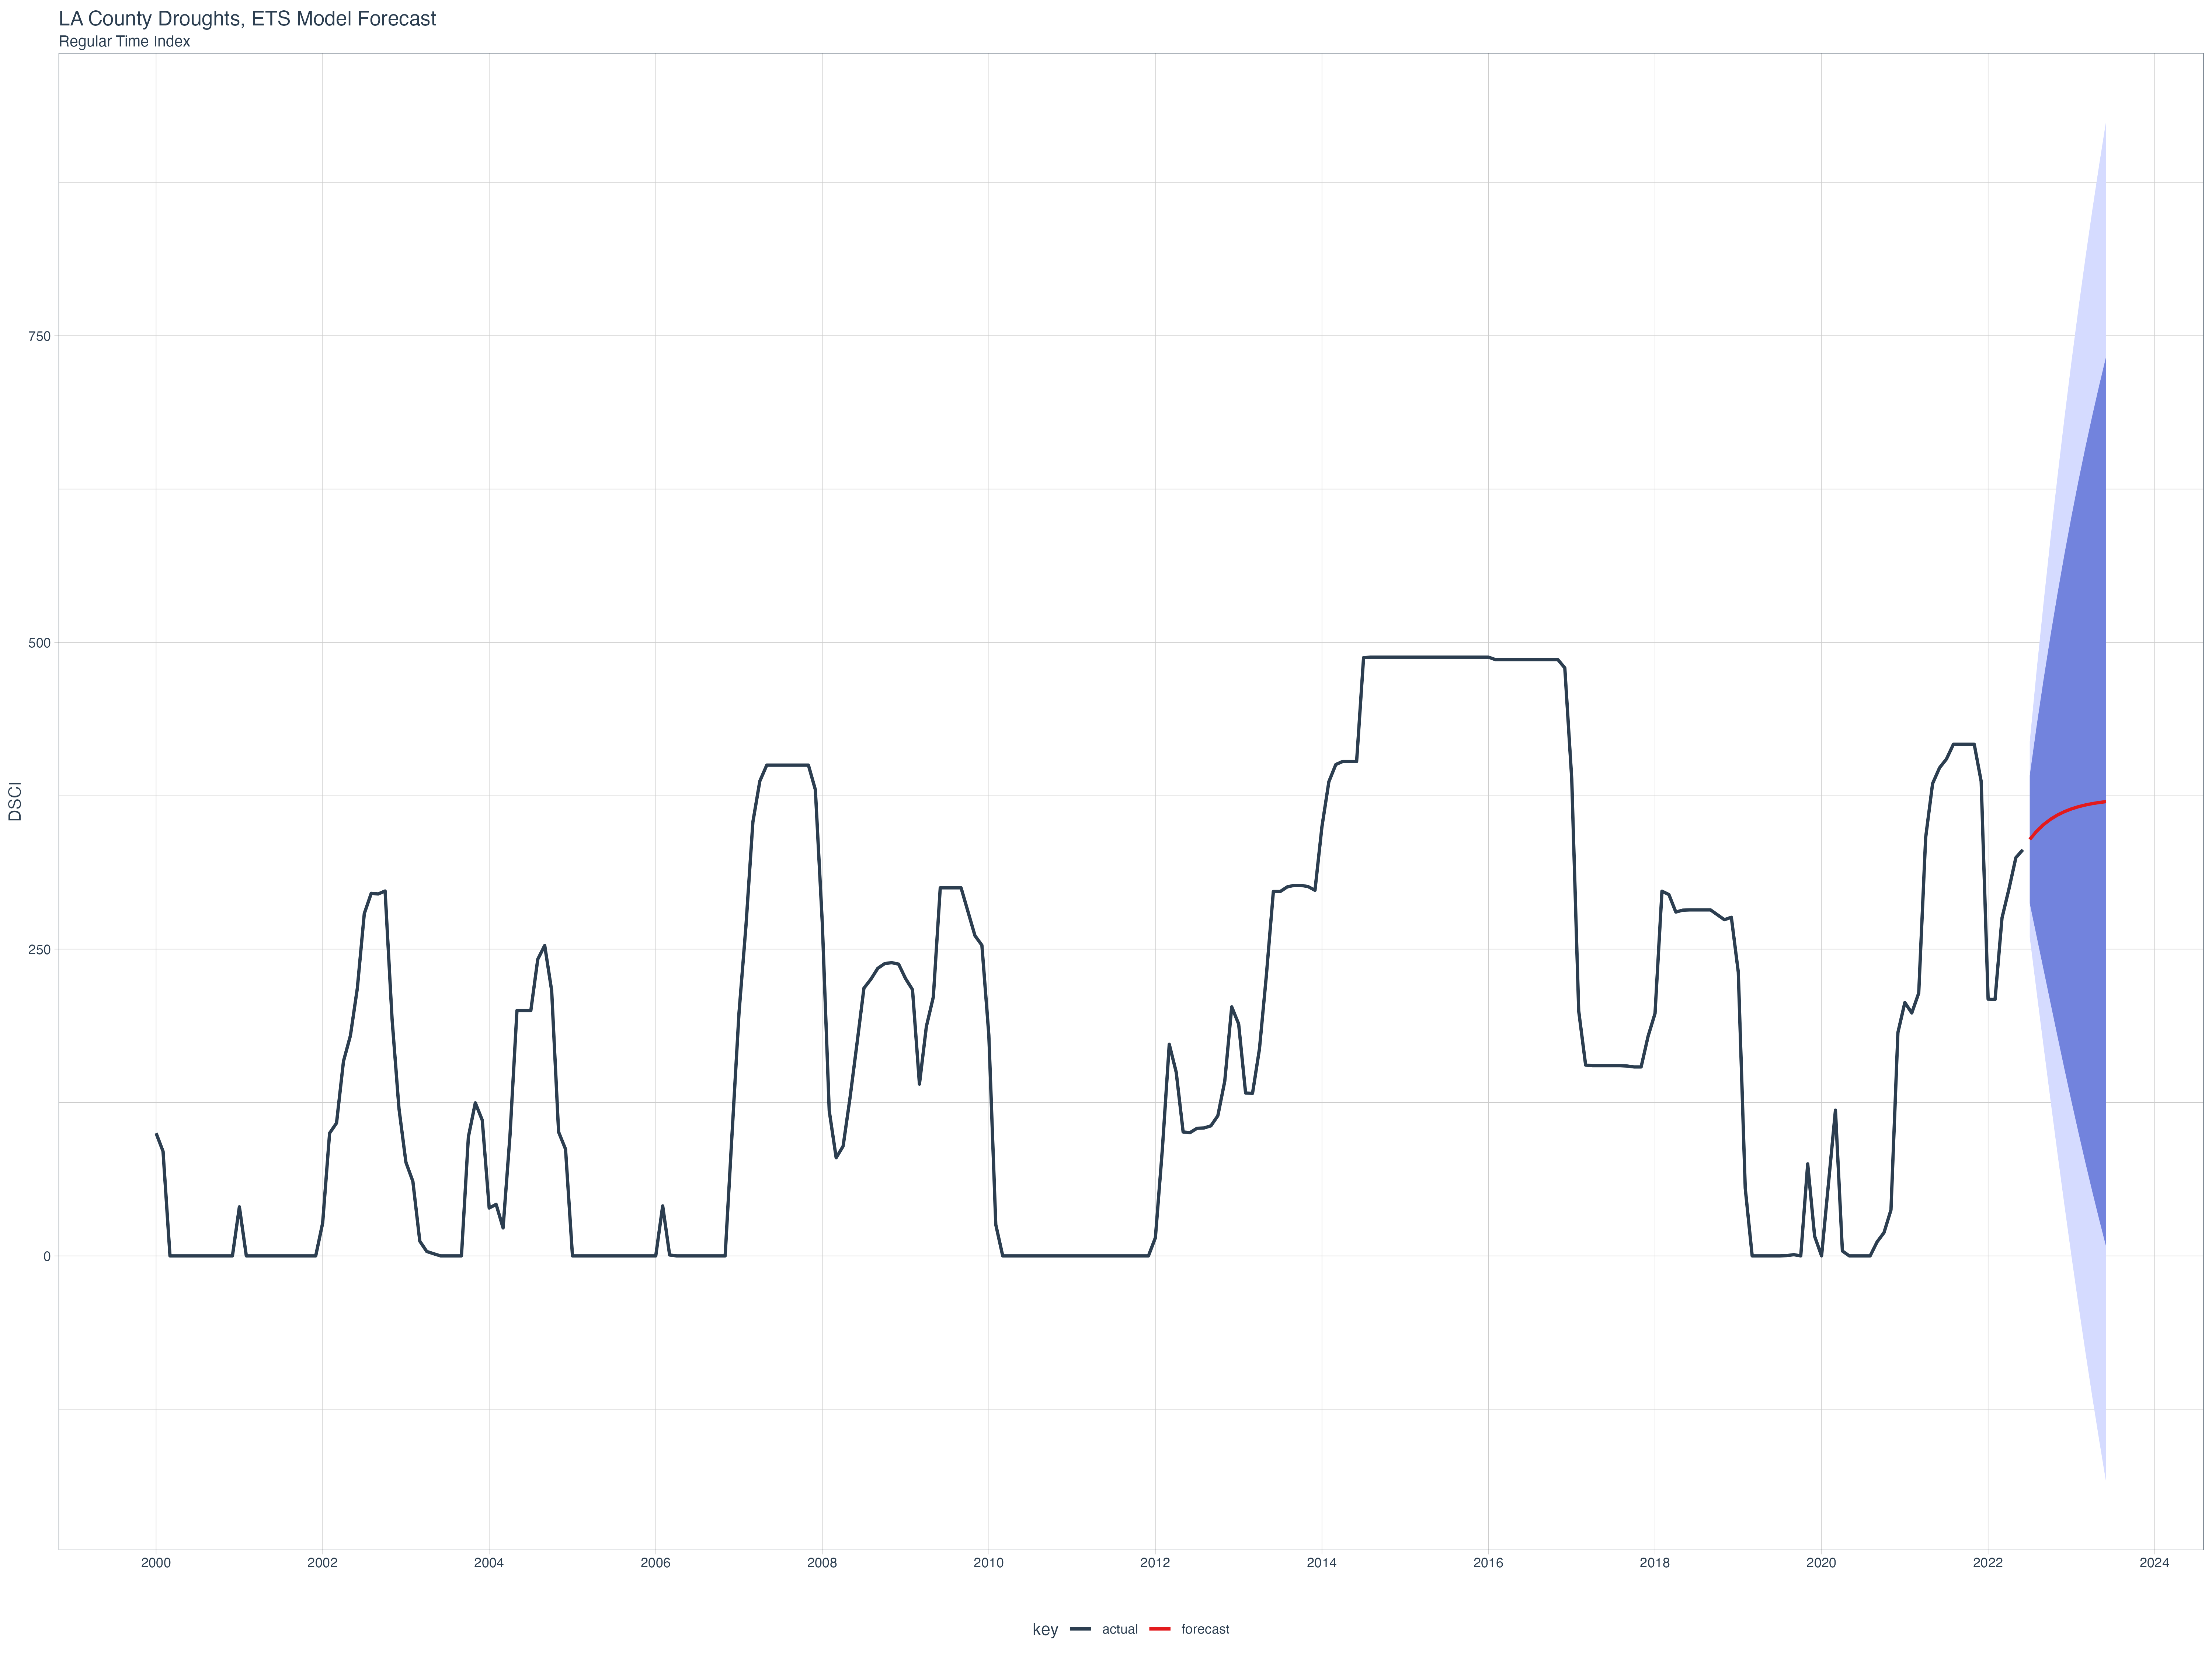 LA County Droughts, ETS Model Forecast
Regular Time Index
DSCI
750
500
250
0
2000 2002 2004 2006 2008 2010 2012 2014 2016 2018 2020 2022 2024
key actual forecast